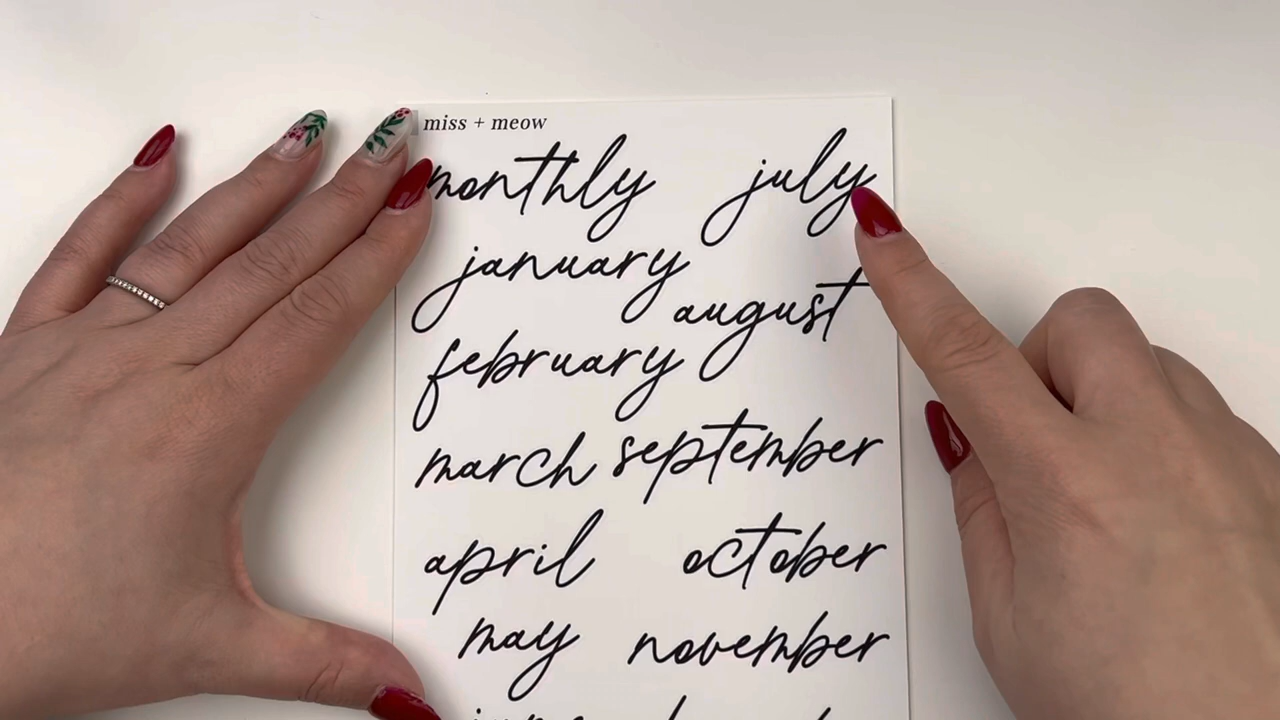 miss + meow
monthly july
january
august
february
march september
april october
may november